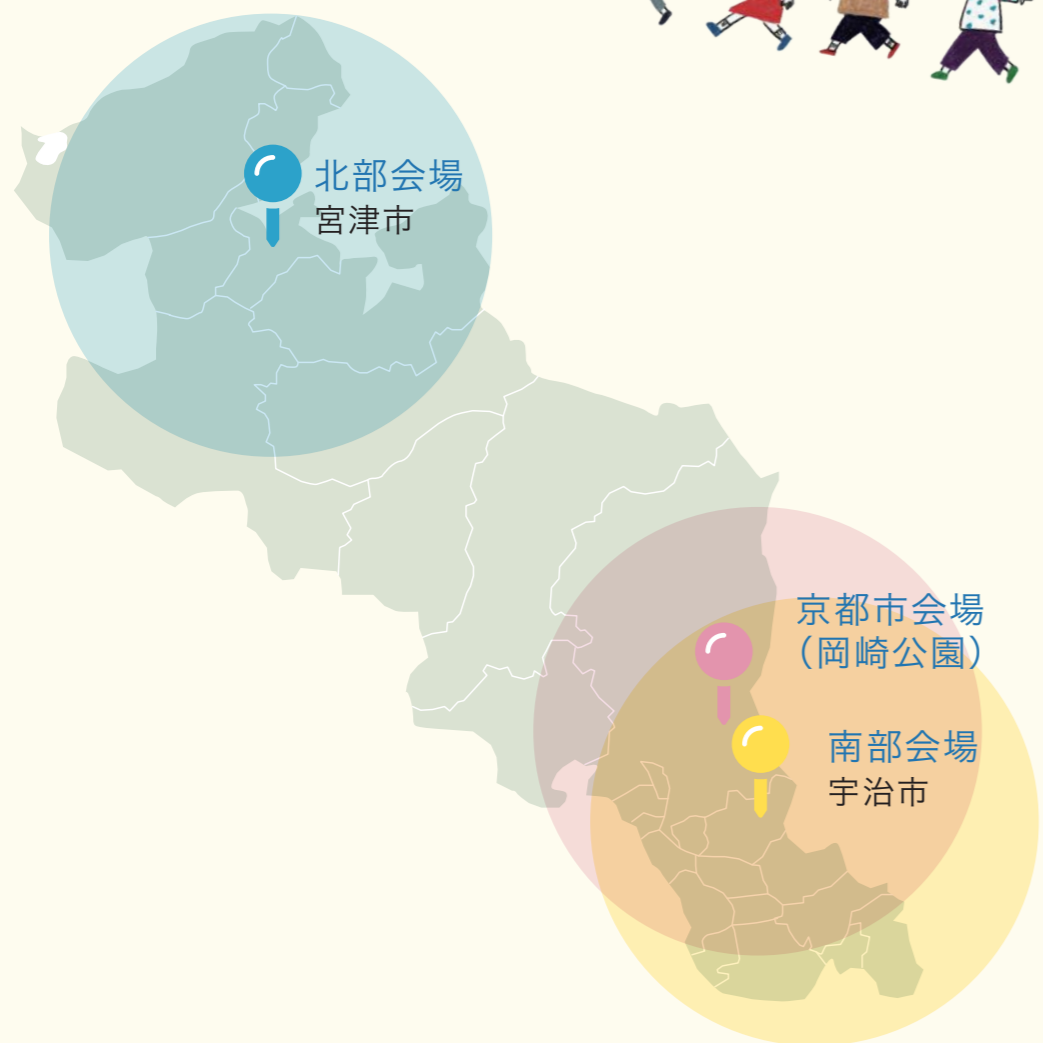 北部会場
宮津市
京都市会場
（岡崎公園）
南部会場
宇治市